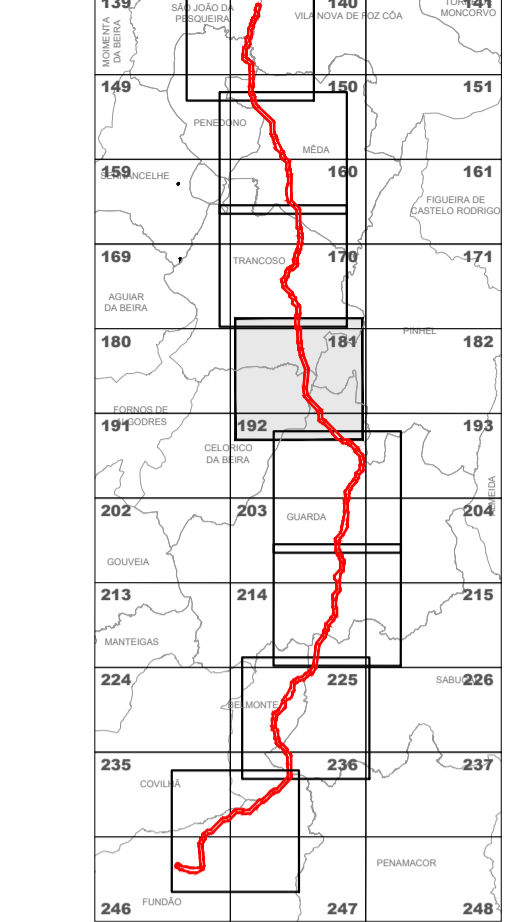 139
SÃO JOÃO DA
PESQUEIRA
140
VILA NOVA DE FOZ CÔA
141
MONCORVO
MOIMENTA
DA BEIRA
149
150
151
PENEDONO
MÊDA
159
SERNANCELHE
160
161
FIGUEIRA DE
CASTELO RODRIGO
169
TRANCOSO
170
171
AGUIAR
DA BEIRA
180
181
PINHEL
182
FORNOS DE
ALGODRES
191
192
193
CELORICO
DA BEIRA
202
203
GUARDA
204
ALMEIDA
GOUVEIA
213
214
215
MANTEIGAS
224
225
SABUGAL
226
BELMONTE
235
236
237
COVILHÃ
PENAMACOR
246
FUNDÃO
247
248